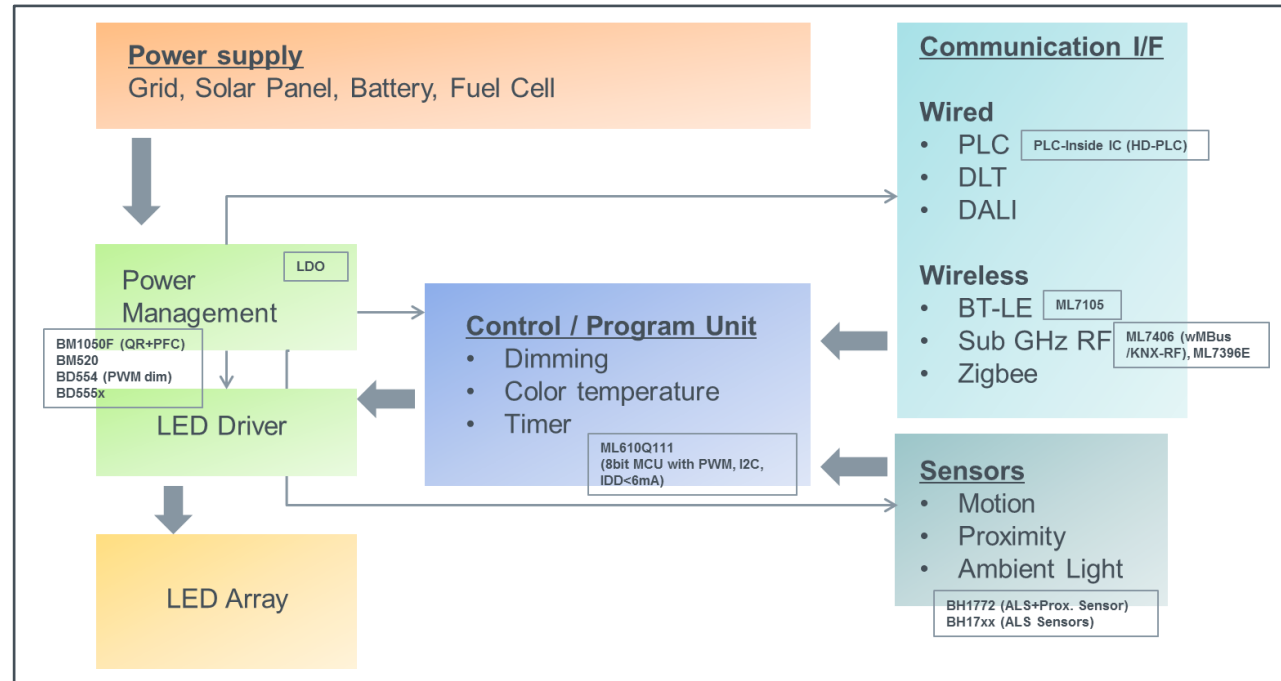 Power supply
Grid, Solar Panel, Battery, Fuel Cell
Communication I/F
Wired
• PLC
PLC-Inside IC (HD-PLC)
• DLT
• DALI
Wireless
• BT-LE
ML7105
• Sub GHz RF
ML7406 (wMBus
/KNX-RF), ML7396E
• Zigbee
Power
Management
LDO
BM1050F (QR+PFC)
BM520
BD554 (PWM dim)
BD555x
LED Driver
Control / Program Unit
• Dimming
• Color temperature
• Timer
ML610Q111
(8bit MCU with PWM, I2C,
IDD<6mA)
Sensors
• Motion
• Proximity
• Ambient Light
BH1772 (ALS+Prox. Sensor)
BH17xx (ALS Sensors)
LED Array